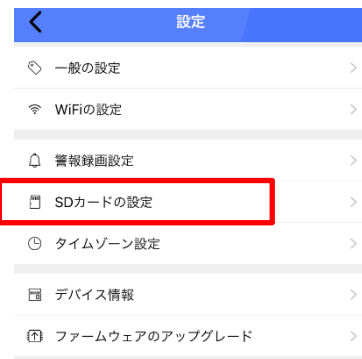 設定
一般の設定
WiFiの設定
警報録画設定
SDカードの設定
タイムゾーン設定
デバイス情報
ファームウェアのアップグレード